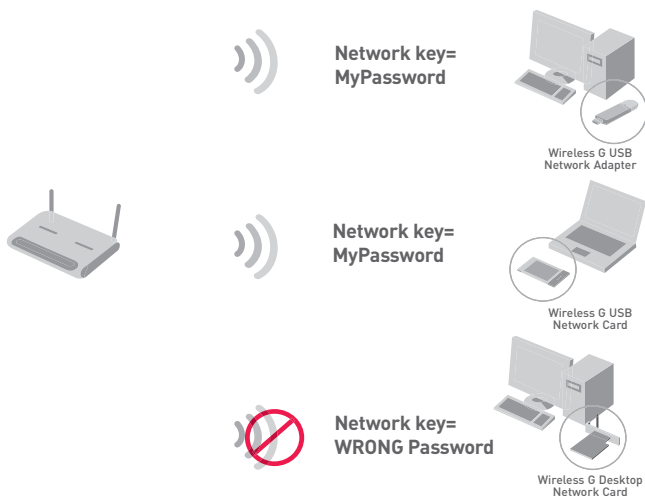 Network key=
MyPassword
Wireless G USB
Network Adapter
Network key=
MyPassword
Wireless G USB
Network Card
Network key=
WRONG Password
Wireless G Desktop
Network Card